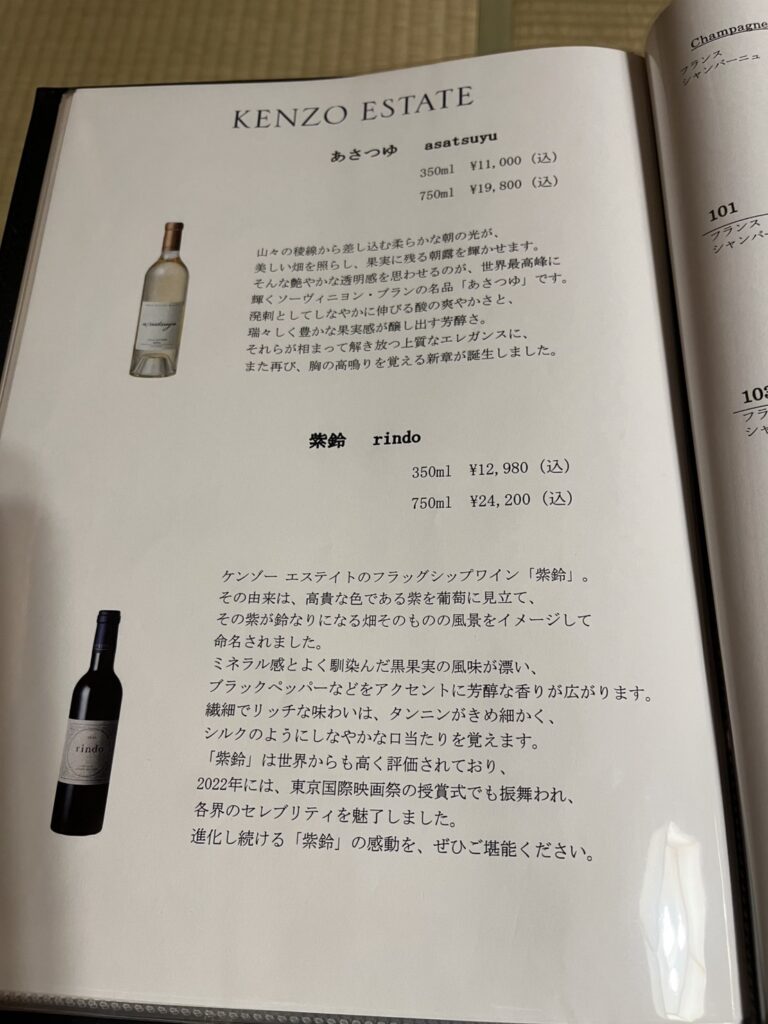 KENZO ESTATE
あさつゆ asatsuyu
350ml ¥11,000 (込)
750ml ¥19,800 (込)
山々の稜線から差し込む柔らかな朝の光が、
美しい畑を照らし、果実に残る朝露を輝かせます。
そんな艶やかな透明感を思わせるのが、世界最高峰に
輝くソーヴィニヨン・ブランの名品「あさつゆ」です。
溌剌としてしなやかに伸びる酸の爽やかさと、
瑞々しく豊かな果実感が醸し出す芳醇さ。
それらが相まって解き放つ上質なエレガンスに、
また再び、胸の高鳴りを覚える新章が誕生しました。
asatsuyu
紫鈴 rindo
350ml ¥12,980 (込)
750ml ¥24,200 (込)
ケンゾー エステイトのフラッグシップワイン「紫鈴」。
その由来は、高貴な色である紫を葡萄に見立て、
その紫が鈴なりになる畑そのものの風景をイメージして
命名されました。
ミネラル感とよく馴染んだ黒果実の風味が漂い、
ブラックペッパーなどをアクセントに芳醇な香りが広がります。
繊細でリッチな味わいは、タンニンがきめ細かく、
シルクのようにしなやかな口当たりを覚えます。
「紫鈴」は世界からも高く評価されており、
2022年には、東京国際映画祭の授賞式でも振舞われ、
各界のセレブリティを魅了しました。
進化し続ける「紫鈴」の感動を、ぜひご堪能ください。
rindo
Champagne
フランス
シャンパーニュ
101
フランス
シャンパー
103
フラ
シャ